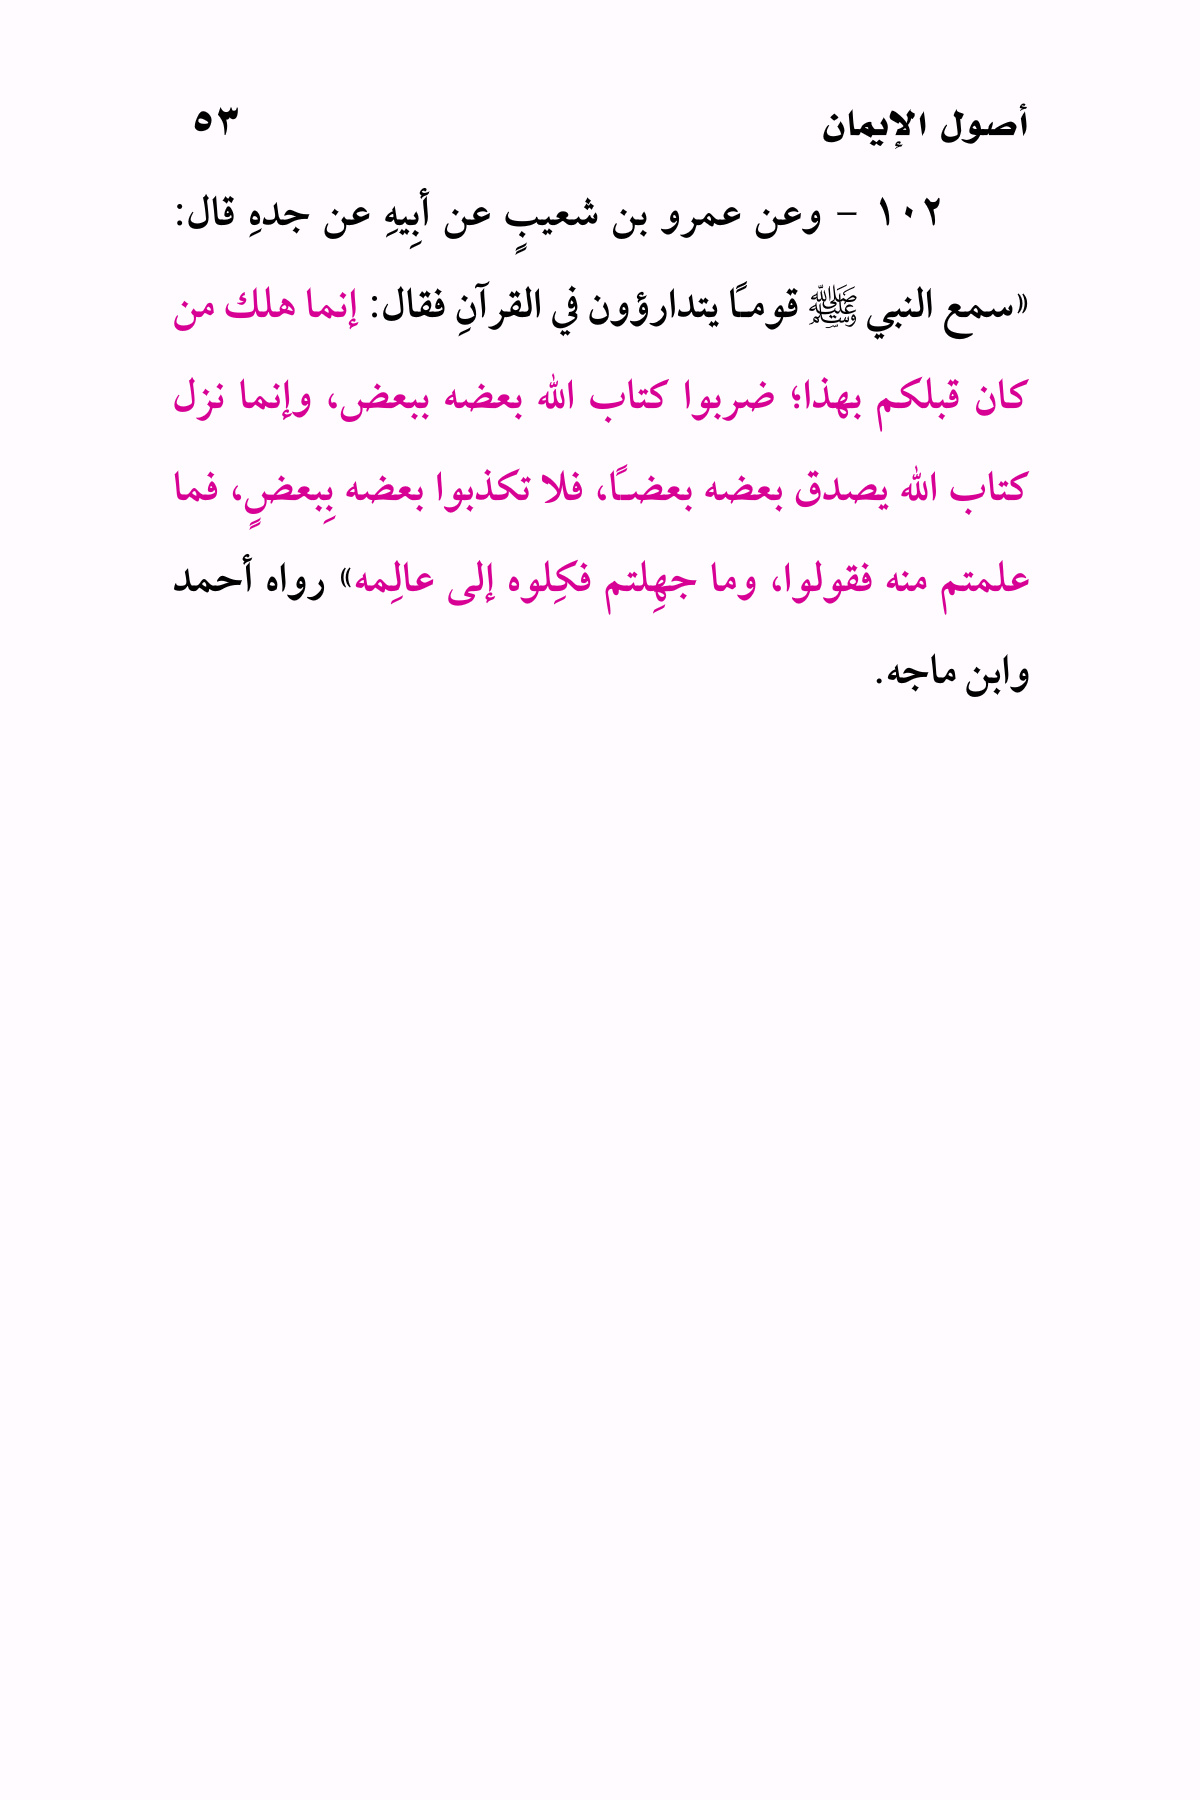 أصول الإيمان ٥٣
١٠٢ – وعن عمرو بن شعيبٍ عن أبِيهِ عن جدهِ قال:
«سمع النبي ﷺ قومـًا يتدارؤون في القرآنِ فقال: إنما هلك من
كان قبلكم بهذا؛ ضربوا كتاب الله بعضه ببعض، وإنما نزل
كتاب الله يصدق بعضه بعضـًا، فلا تكذبوا بعضه بِبعضٍ، فما
علمتم منه فقولوا، وما جهِلتم فكِلوه إلى عالِمه» رواه أحمد
وابن ماجه.